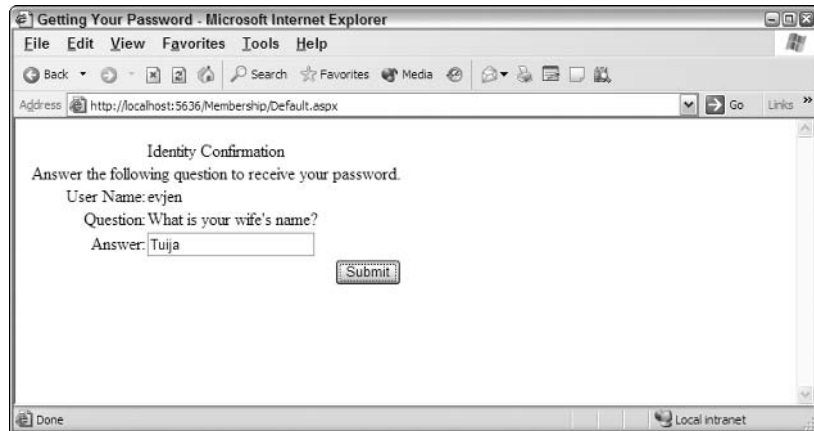 Getting Your Password - Microsoft Internet Explorer
File Edit View Favorites Tools Help
Back Search Favorites Media
Address http://localhost:5636/Membership/Default.aspx Go Links »
Identity Confirmation
Answer the following question to receive your password.
User Name: evjen
Question: What is your wife's name?
Answer: Tuija
Submit
Done Local intranet